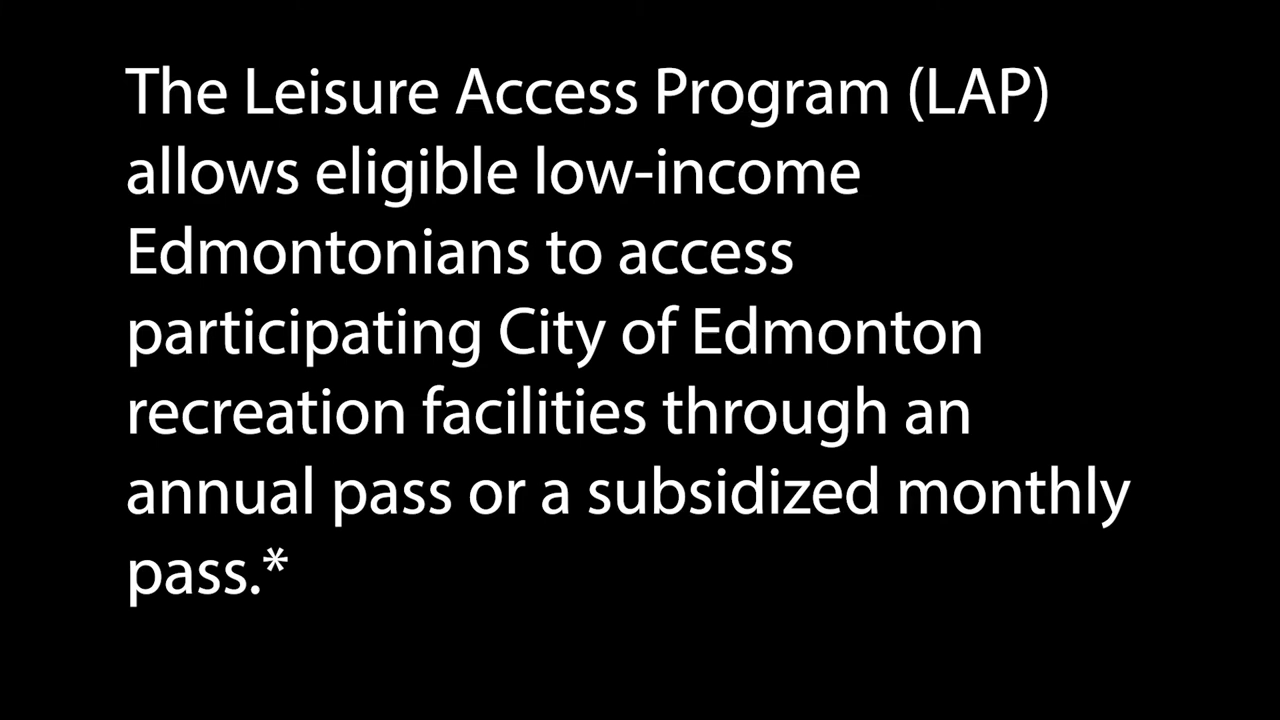 The Leisure Access Program (LAP)
allows eligible low-income
Edmontonians to access
participating City of Edmonton
recreation facilities through an
annual pass or a subsidized monthly
pass.*